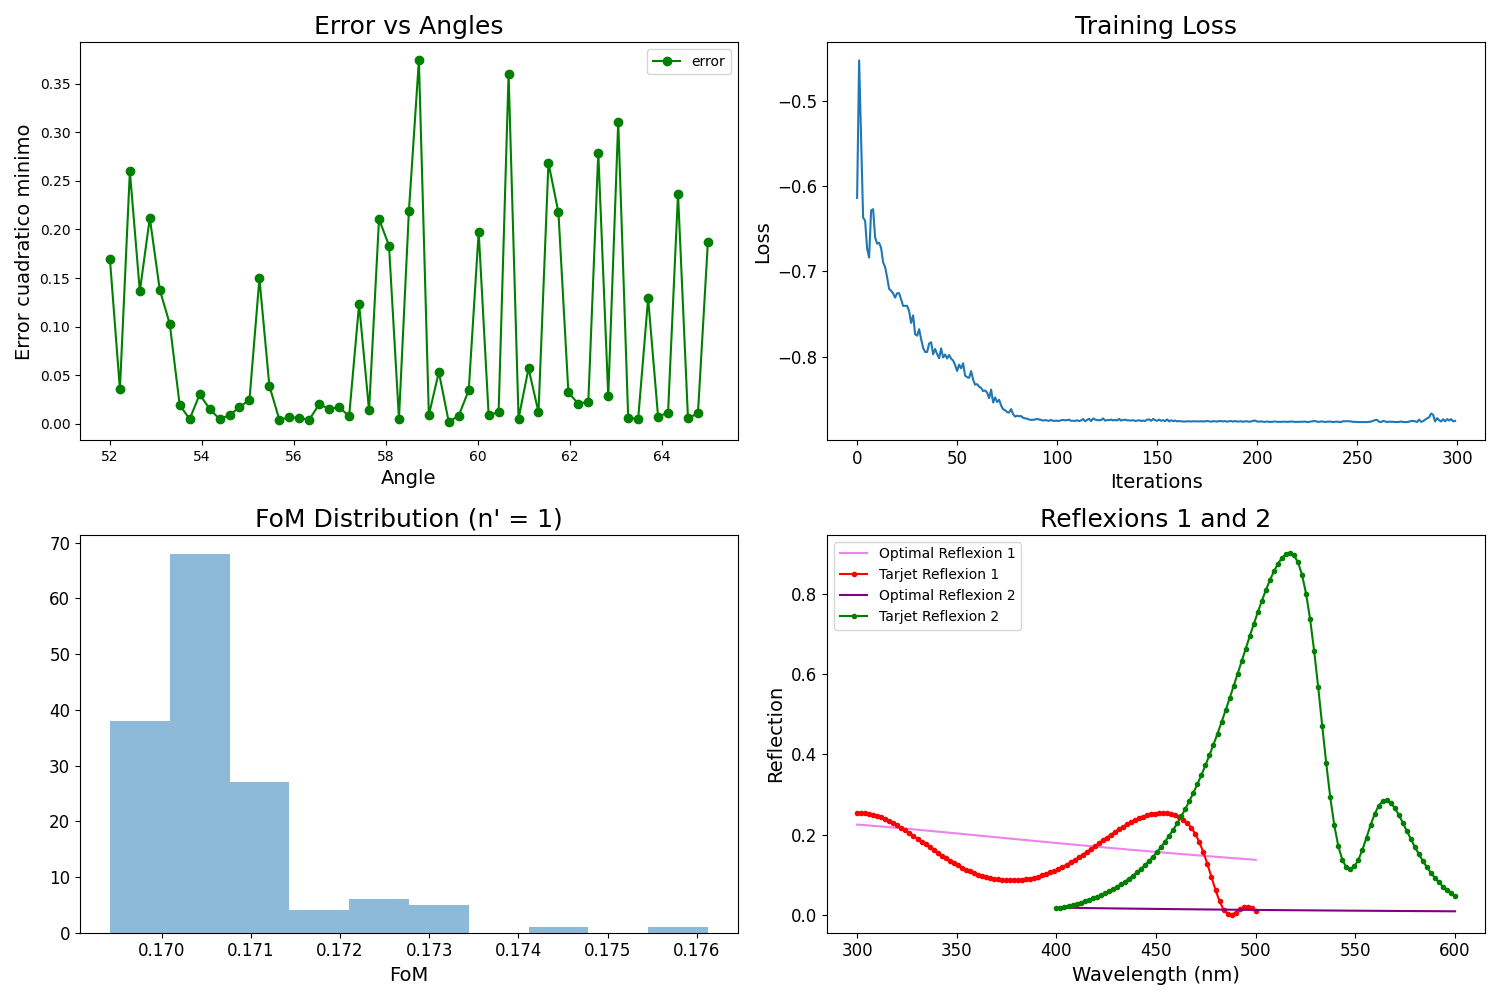 Error vs Angles
error
Error cuadratico minimo
0.35
0.30
0.25
0.20
0.15
0.10
0.05
0.00
52 54 56 58 60 62 64
Angle
Training Loss
Loss
−0.5
−0.6
−0.7
−0.8
0 50 100 150 200 250 300
Iterations
FoM Distribution (n' = 1)
70
60
50
40
30
20
10
0
0.170 0.171 0.172 0.173 0.174 0.175 0.176
FoM
Reflexions 1 and 2
Optimal Reflexion 1
Tarjet Reflexion 1
Optimal Reflexion 2
Tarjet Reflexion 2
Reflection
0.8
0.6
0.4
0.2
0.0
300 350 400 450 500 550 600
Wavelength (nm)